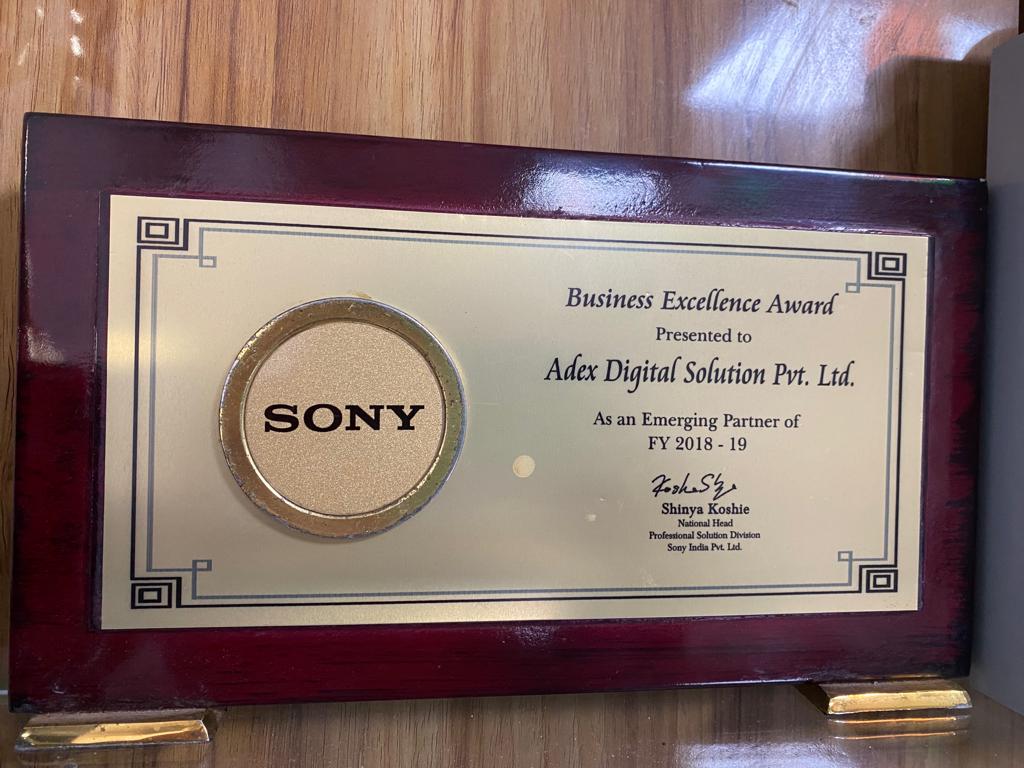 SONY
Business Excellence Award
Presented to
Adex Digital Solution Pvt. Ltd.
As an Emerging Partner of
FY 2018 - 19
Shinya Koshie
National Head
Professional Solution Division
Sony India Pvt. Ltd.